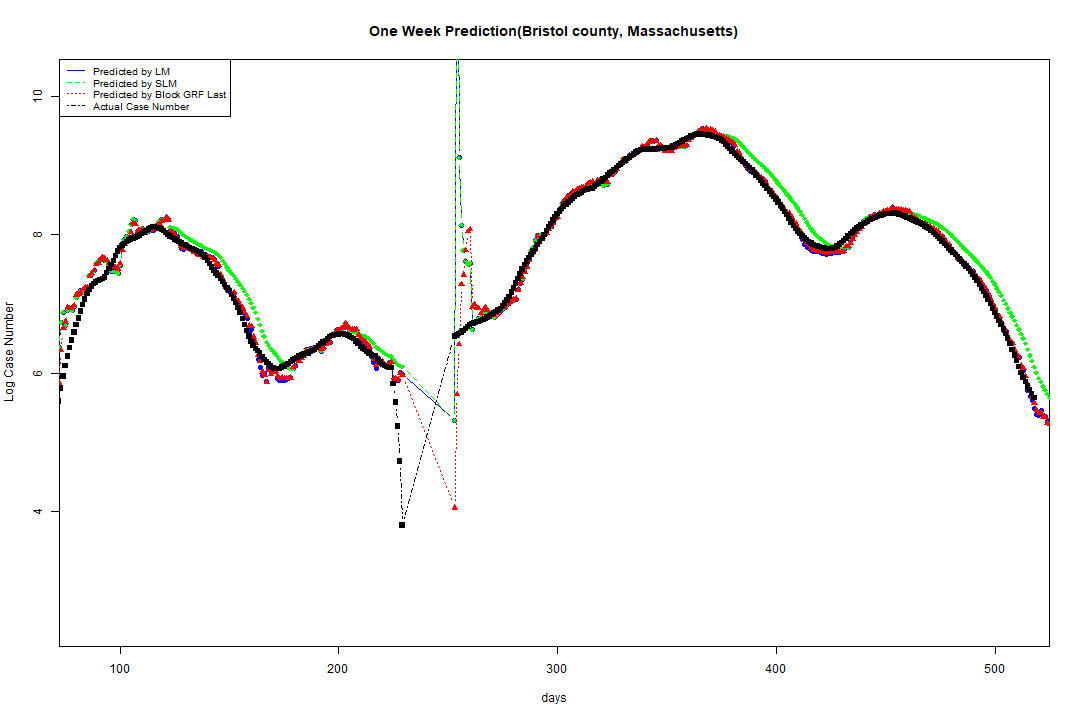 One Week Prediction(Bristol county, Massachusetts)
Predicted by LM
Predicted by SLM
Predicted by Block GRF Last
Actual Case Number
10
8
6
4
Log Case Number
100 200 300 400 500
days